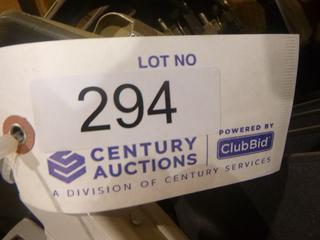 LOT NO
294
CENTURY
AUCTIONS
POWERED BY
ClubBid
A DIVISION OF CENTURY SERVICES